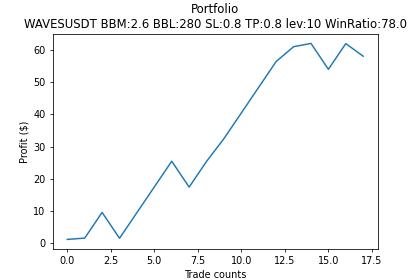 Portfolio
WAVESUSDT BBM:2.6 BBL:280 SL:0.8 TP:0.8 lev:10 WinRatio:78.0
60
50
40
30
20
10
0
Profit ($)
0.0 2.5 5.0 7.5 10.0 12.5 15.0 17.5
Trade counts